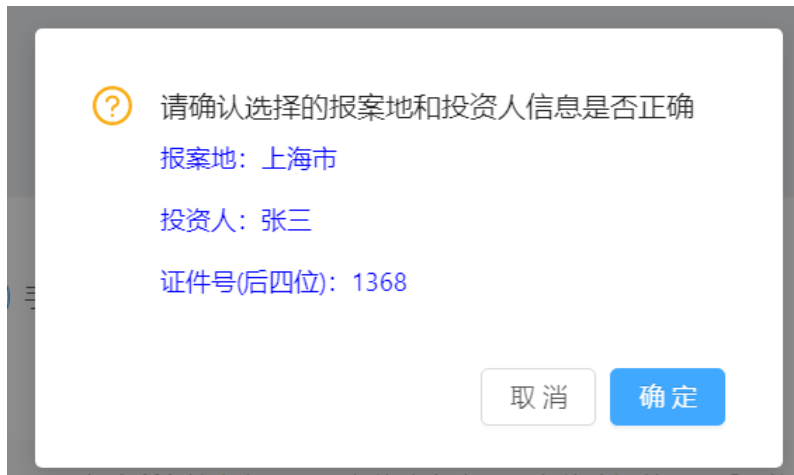 请确认选择的报案地和投资人信息是否正确
报案地：上海市
投资人：张三
证件号(后四位)：1368
取 消
确 定